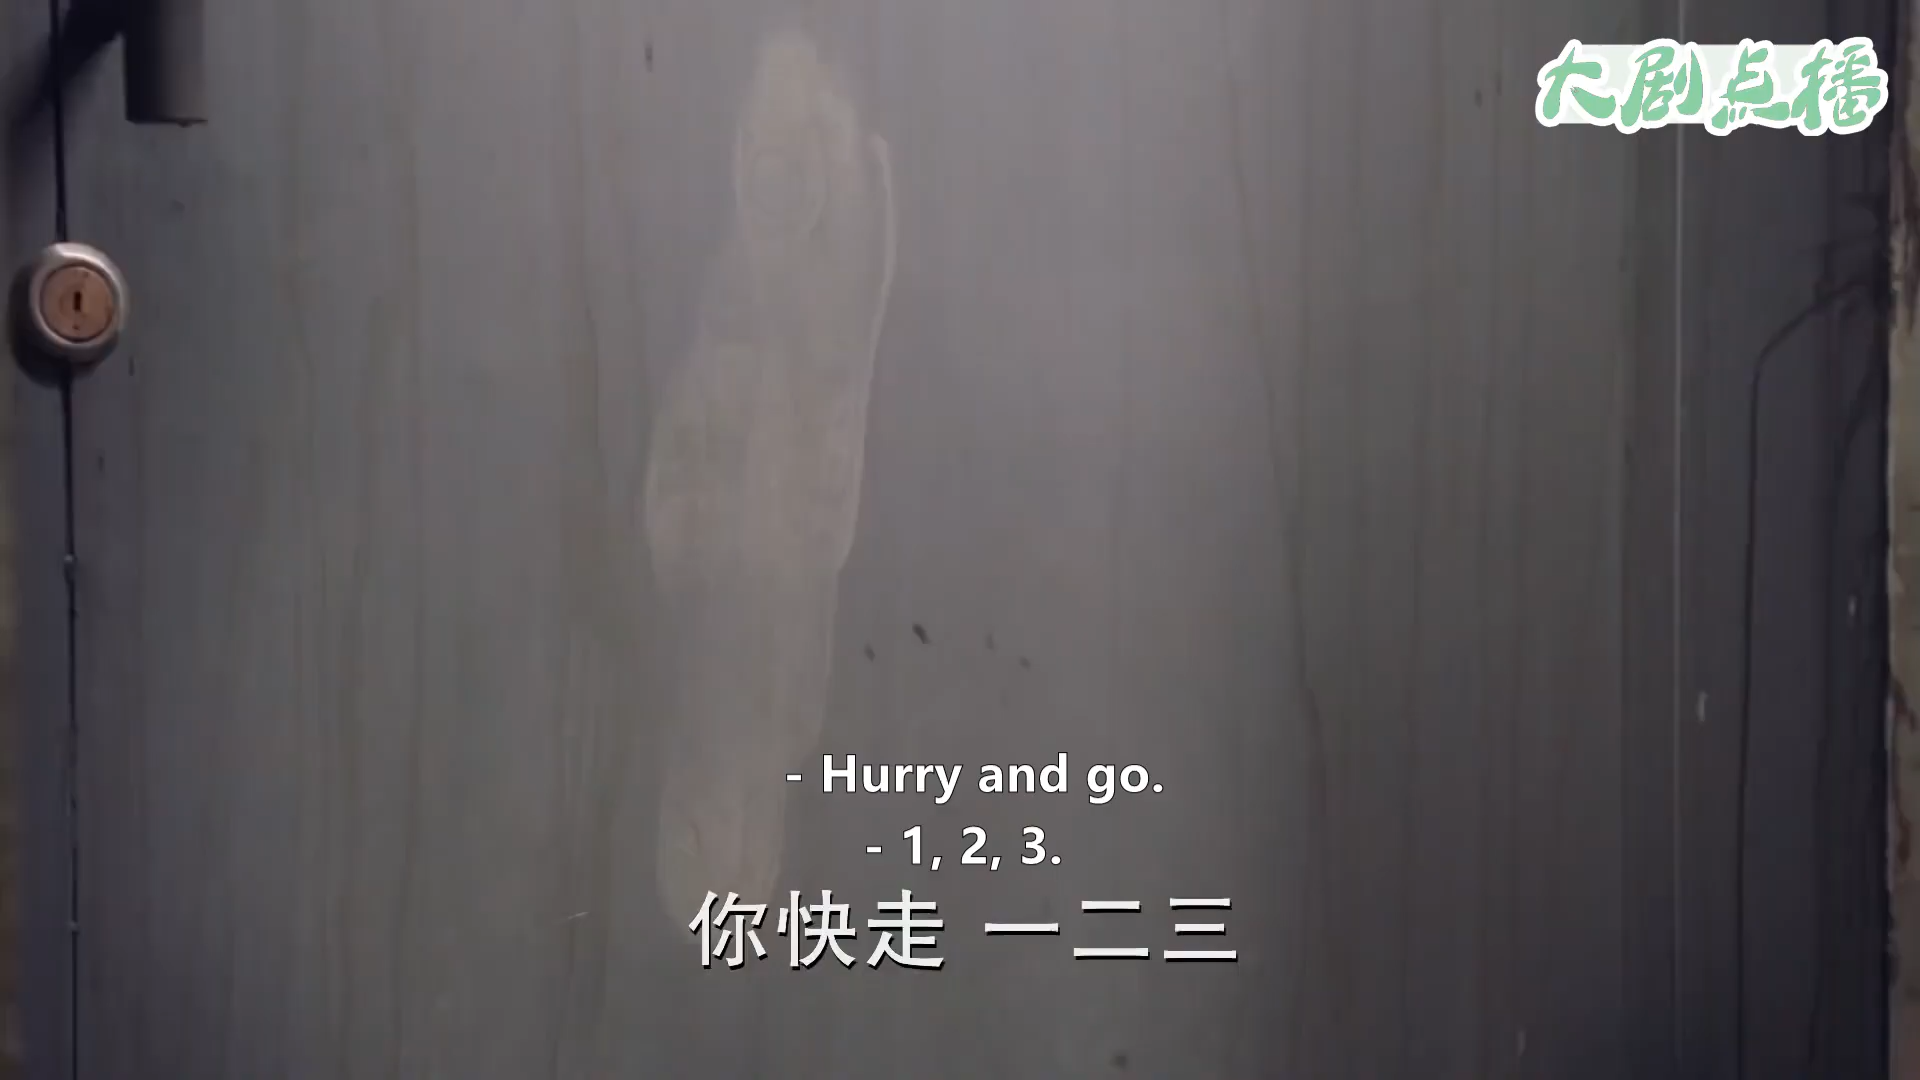 大剧点播
- Hurry and go.
- 1, 2, 3.
你快走 一二三